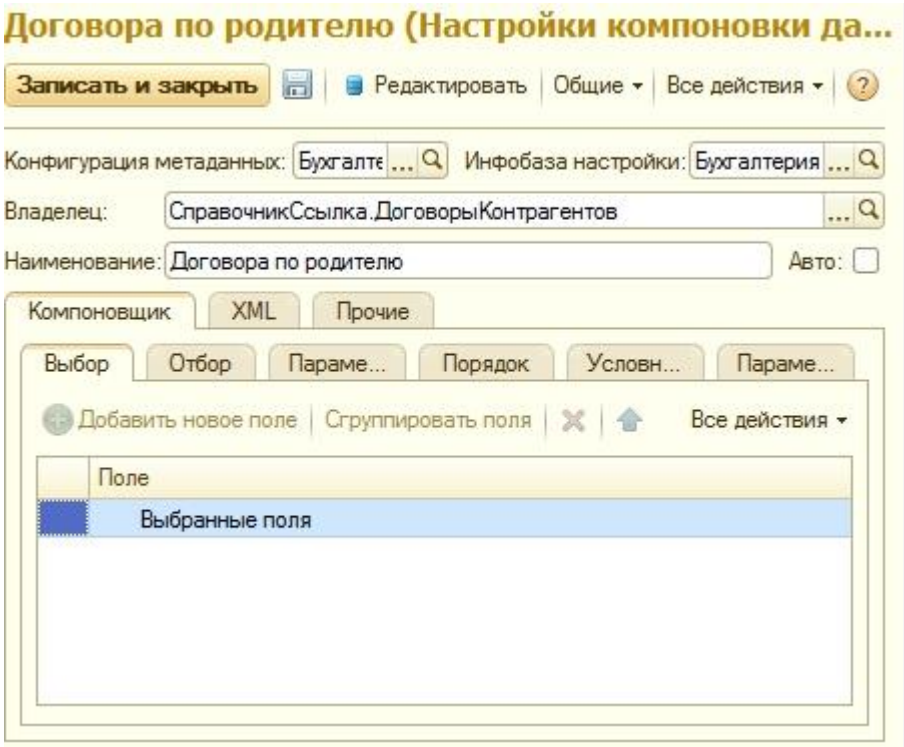 Договора по родителю (Настройки компоновки да...
Записать и закрыть Редактировать Общие Все действия ?
Конфигурация метаданных: Бухгалте ... Инфобаза настройки: Бухгалтерия ...
Владелец: СправочникСсылка.ДоговорыКонтрагентов ...
Наименование: Договора по родителю Авто:
Компоновщик XML Прочие
Выбор Отбор Параме... Порядок Условн... Параме...
Добавить новое поле Сгруппировать поля Все действия
Поле
Выбранные поля